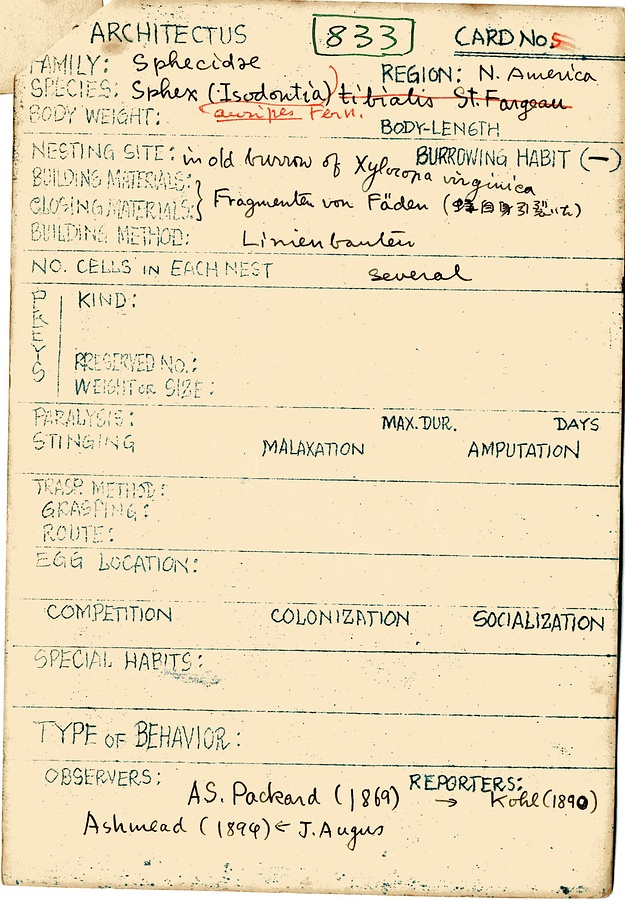 ARCHITECTUS 833 CARD No. 5
FAMILY: Sphecidae
REGION: N. America
SPECIES: Sphex (Isodontia) tibialis St. Fargeau
auripes Fern.
BODY WEIGHT: BODY-LENGTH
NESTING SITE: in old burrow of Xylocopa virginica BURROWING HABIT (—)
BUILDING MATERIALS:
CLOSING MATERIALS: Fragmenten von Fäden (自身引
BUILDING METHOD: Linienbauten
NO. CELLS IN EACH NEST several
PREYS
KIND:
PRESERVED NO.:
WEIGHT or SIZE:
PARALYSIS: MAX. DUR. DAYS
STINGING MALAXATION AMPUTATION
TRASP. METHOD:
GRASPING:
ROUTE:
EGG LOCATION:
COMPETITION COLONIZATION SOCIALIZATION
SPECIAL HABITS:
TYPE OF BEHAVIOR:
OBSERVERS: REPORTERS:
A.S. Packard (1869) → Kohl (1890)
Ashmead (1894) ← J. Angus